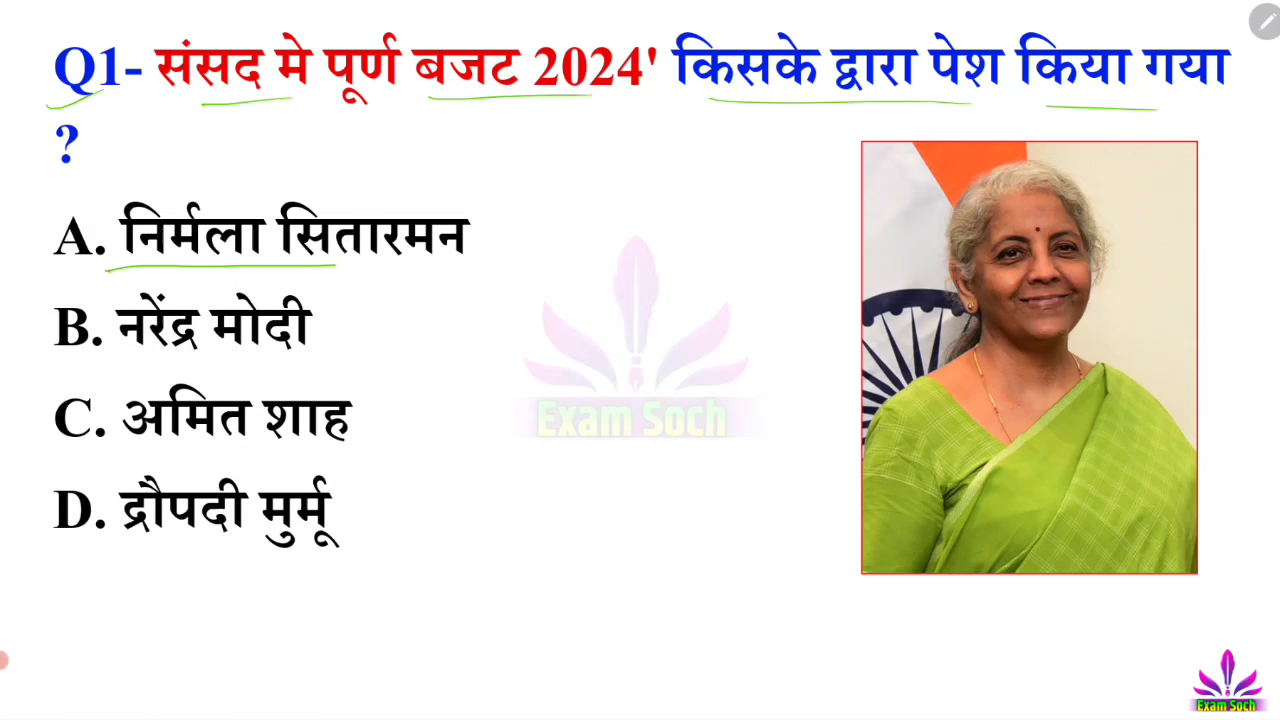 Q1- संसद मे पूर्ण बजट 2024' किसके द्वारा पेश किया गया
?
A. निर्मला सितारमन
B. नरेंद्र मोदी
C. अमित शाह
D. द्रौपदी मुर्मू
Exam Soch
Exam Soch